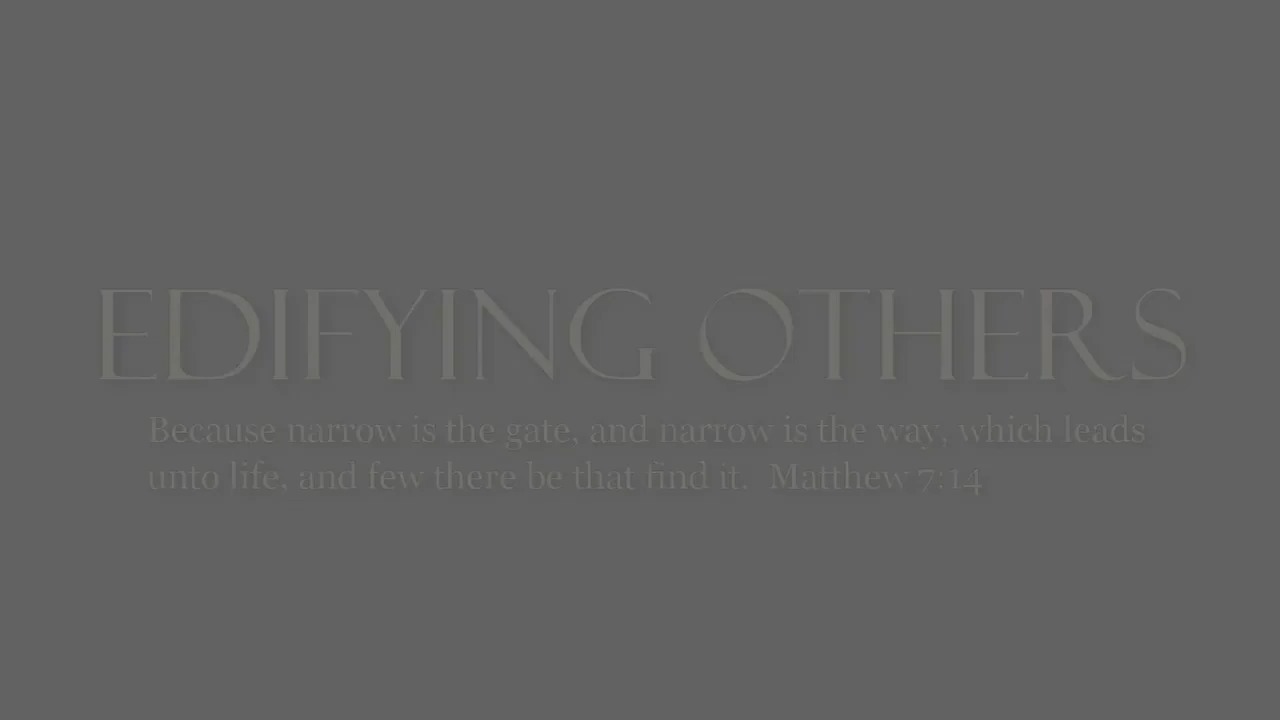 EDIFYING OTHERS
Because narrow is the gate, and narrow is the way, which leads
unto life, and few there be that find it.  Matthew 7:14